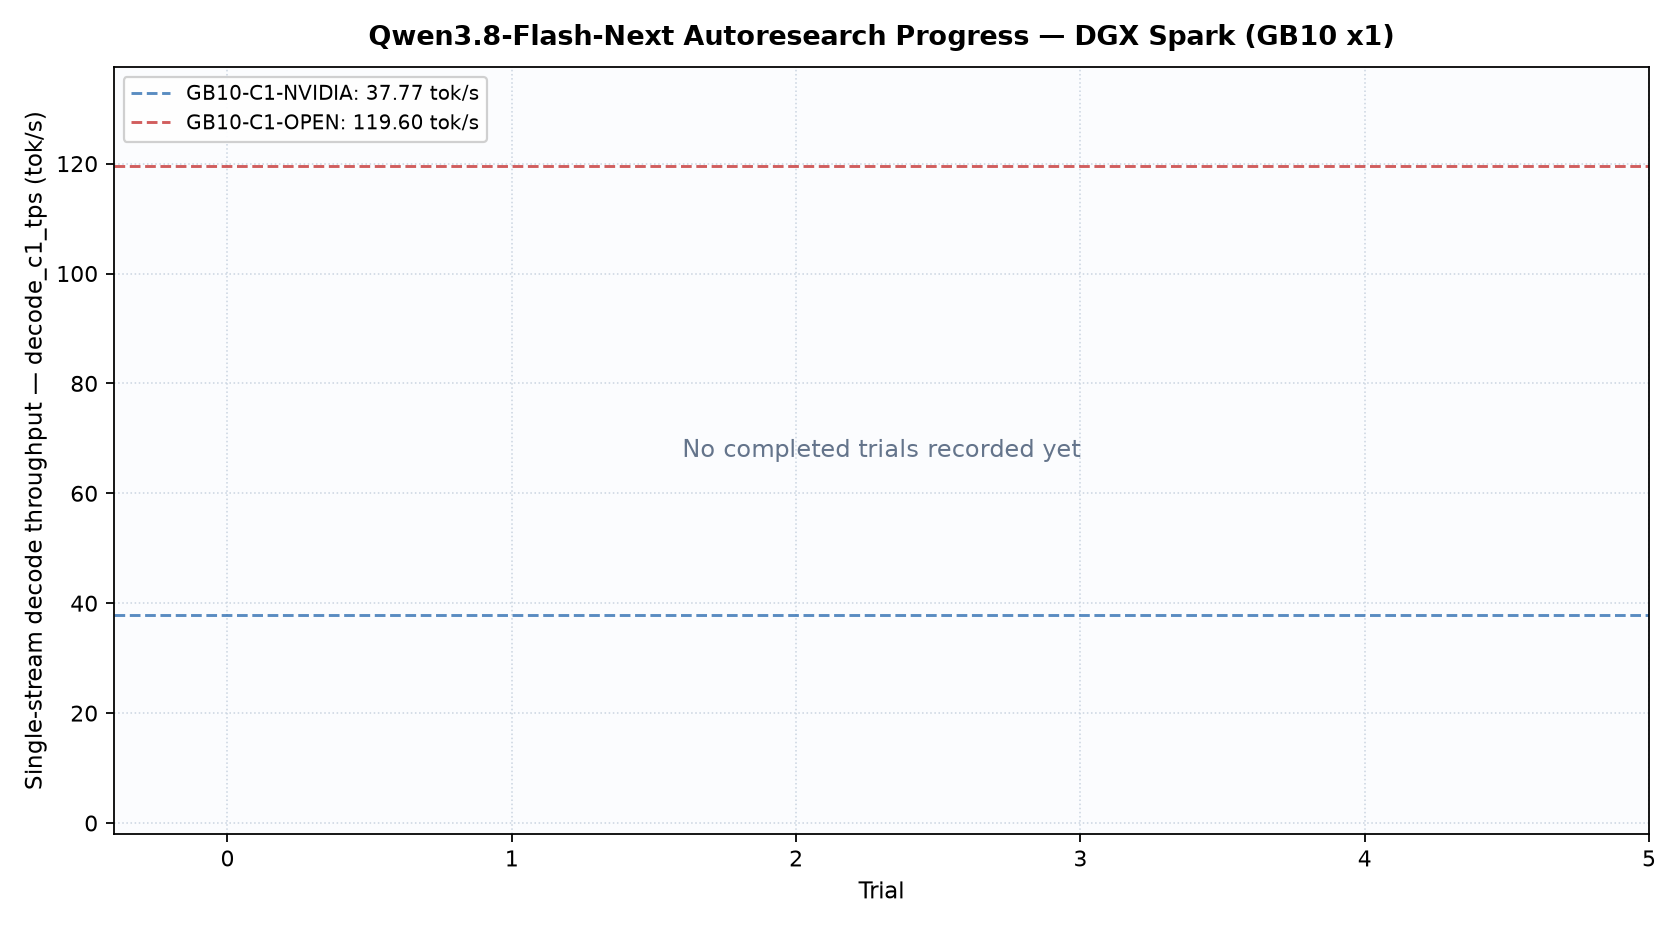 Qwen3.8-Flash-Next Autoresearch Progress — DGX Spark (GB10 x1)
GB10-C1-NVIDIA: 37.77 tok/s
GB10-C1-OPEN: 119.60 tok/s
Single-stream decode throughput — decode_c1_tps (tok/s)
120
100
80
60
40
20
0
No completed trials recorded yet
0 1 2 3 4 5
Trial